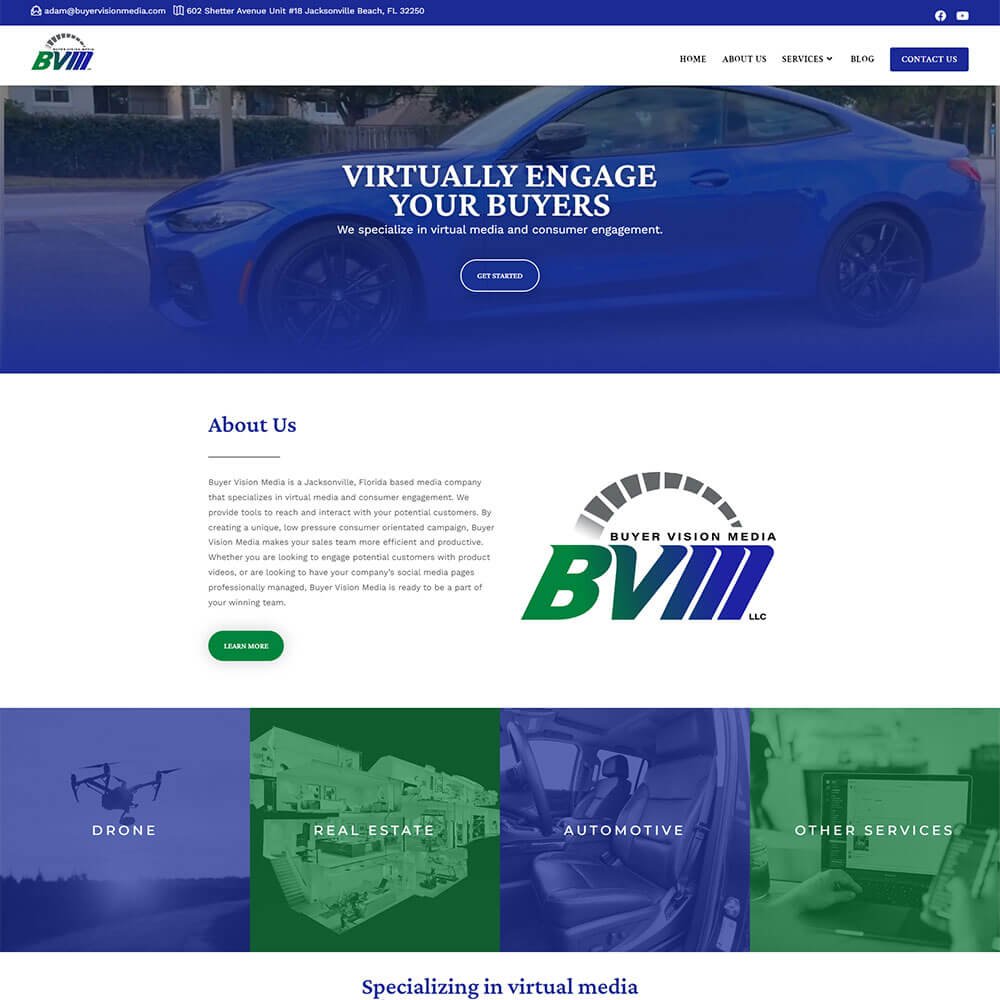 adam@buyervisionmedia.com 602 Shetter Avenue Unit #18 Jacksonville Beach, FL 32250
BUYER VISION MEDIA
BVM
HOME ABOUT US SERVICES BLOG CONTACT US
VIRTUALLY ENGAGE
YOUR BUYERS
We specialize in virtual media and consumer engagement.
GET STARTED
About Us
Buyer Vision Media is a Jacksonville, Florida based media company
that specializes in virtual media and consumer engagement. We
provide tools to reach and interact with your potential customers. By
creating a unique, low pressure consumer orientated campaign, Buyer
Vision Media makes your sales team more efficient and productive.
Whether you are looking to engage potential customers with product
videos, or are looking to have your company's social media pages
professionally managed, Buyer Vision Media is ready to be a part of
your winning team.
LEARN MORE
BUYER VISION MEDIA
BVM
LLC
DRONE
REAL ESTATE
AUTOMOTIVE
OTHER SERVICES
Specializing in virtual media